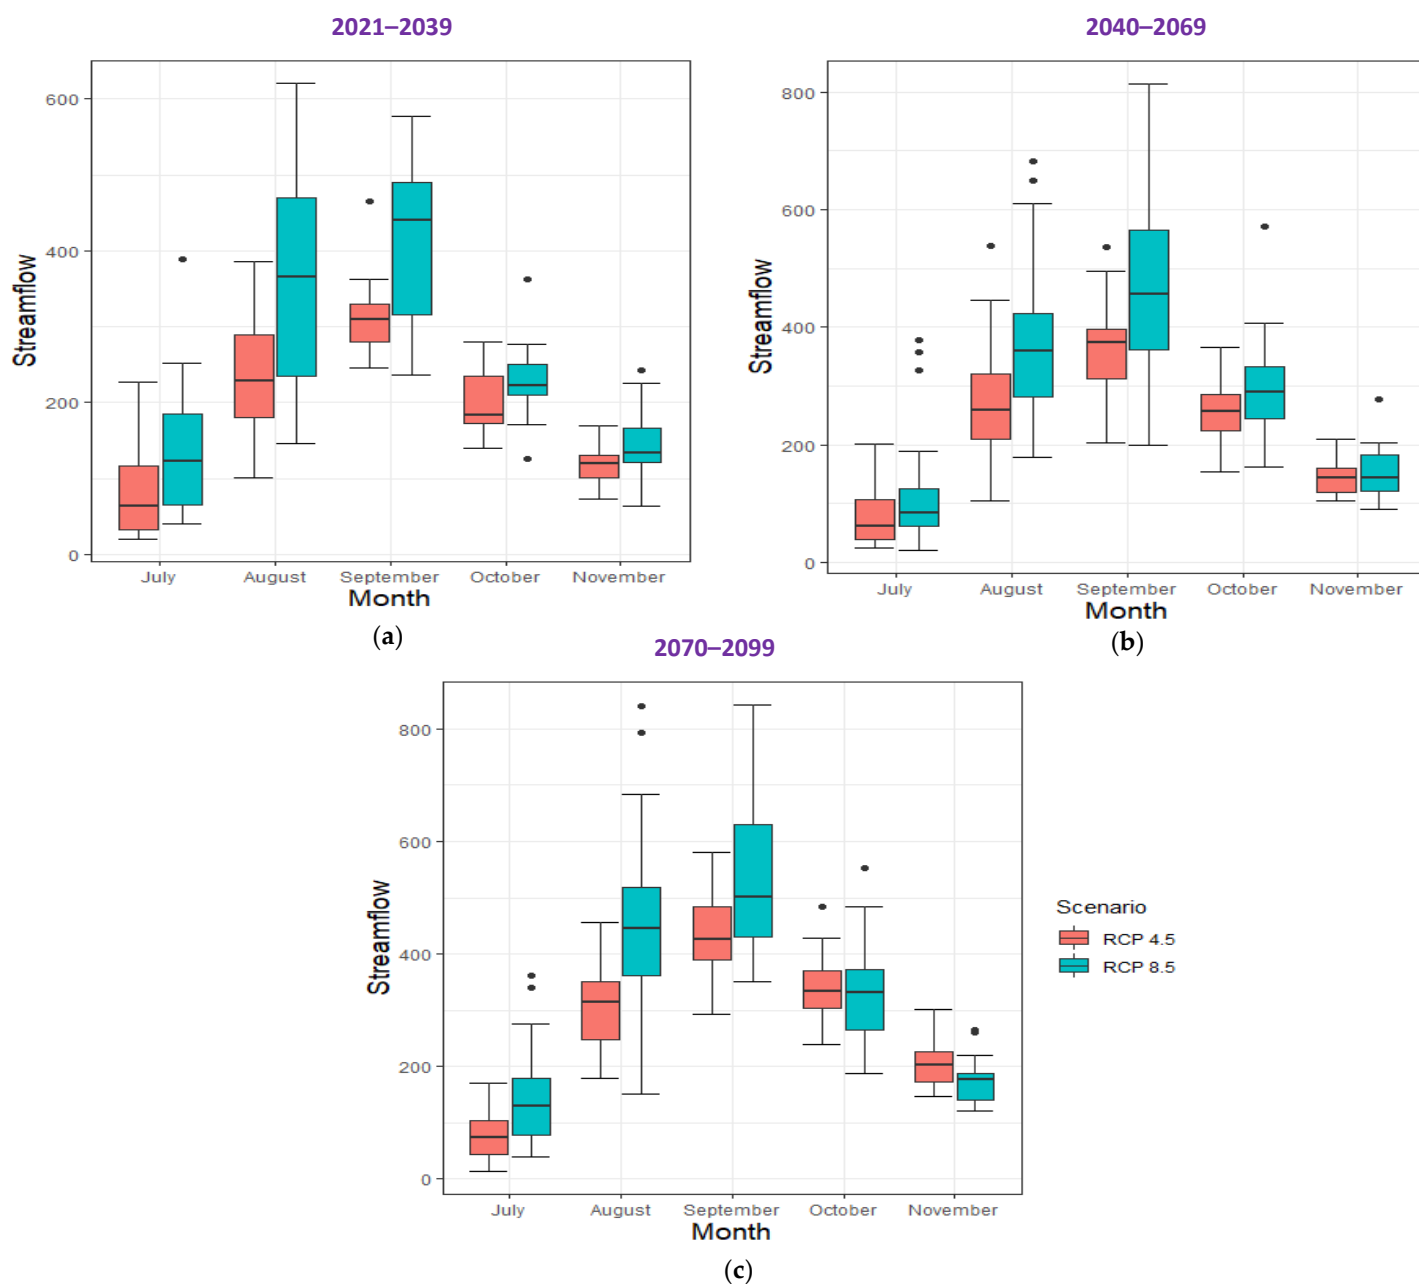 2021–2039
Streamflow
600
400
200
0
July August September October November
Month
(a)
2040–2069
Streamflow
800
600
400
200
0
July August September October November
Month
(b)
2070–2099
Streamflow
800
600
400
200
0
July August September October November
Month
(c)
Scenario
RCP 4.5
RCP 8.5